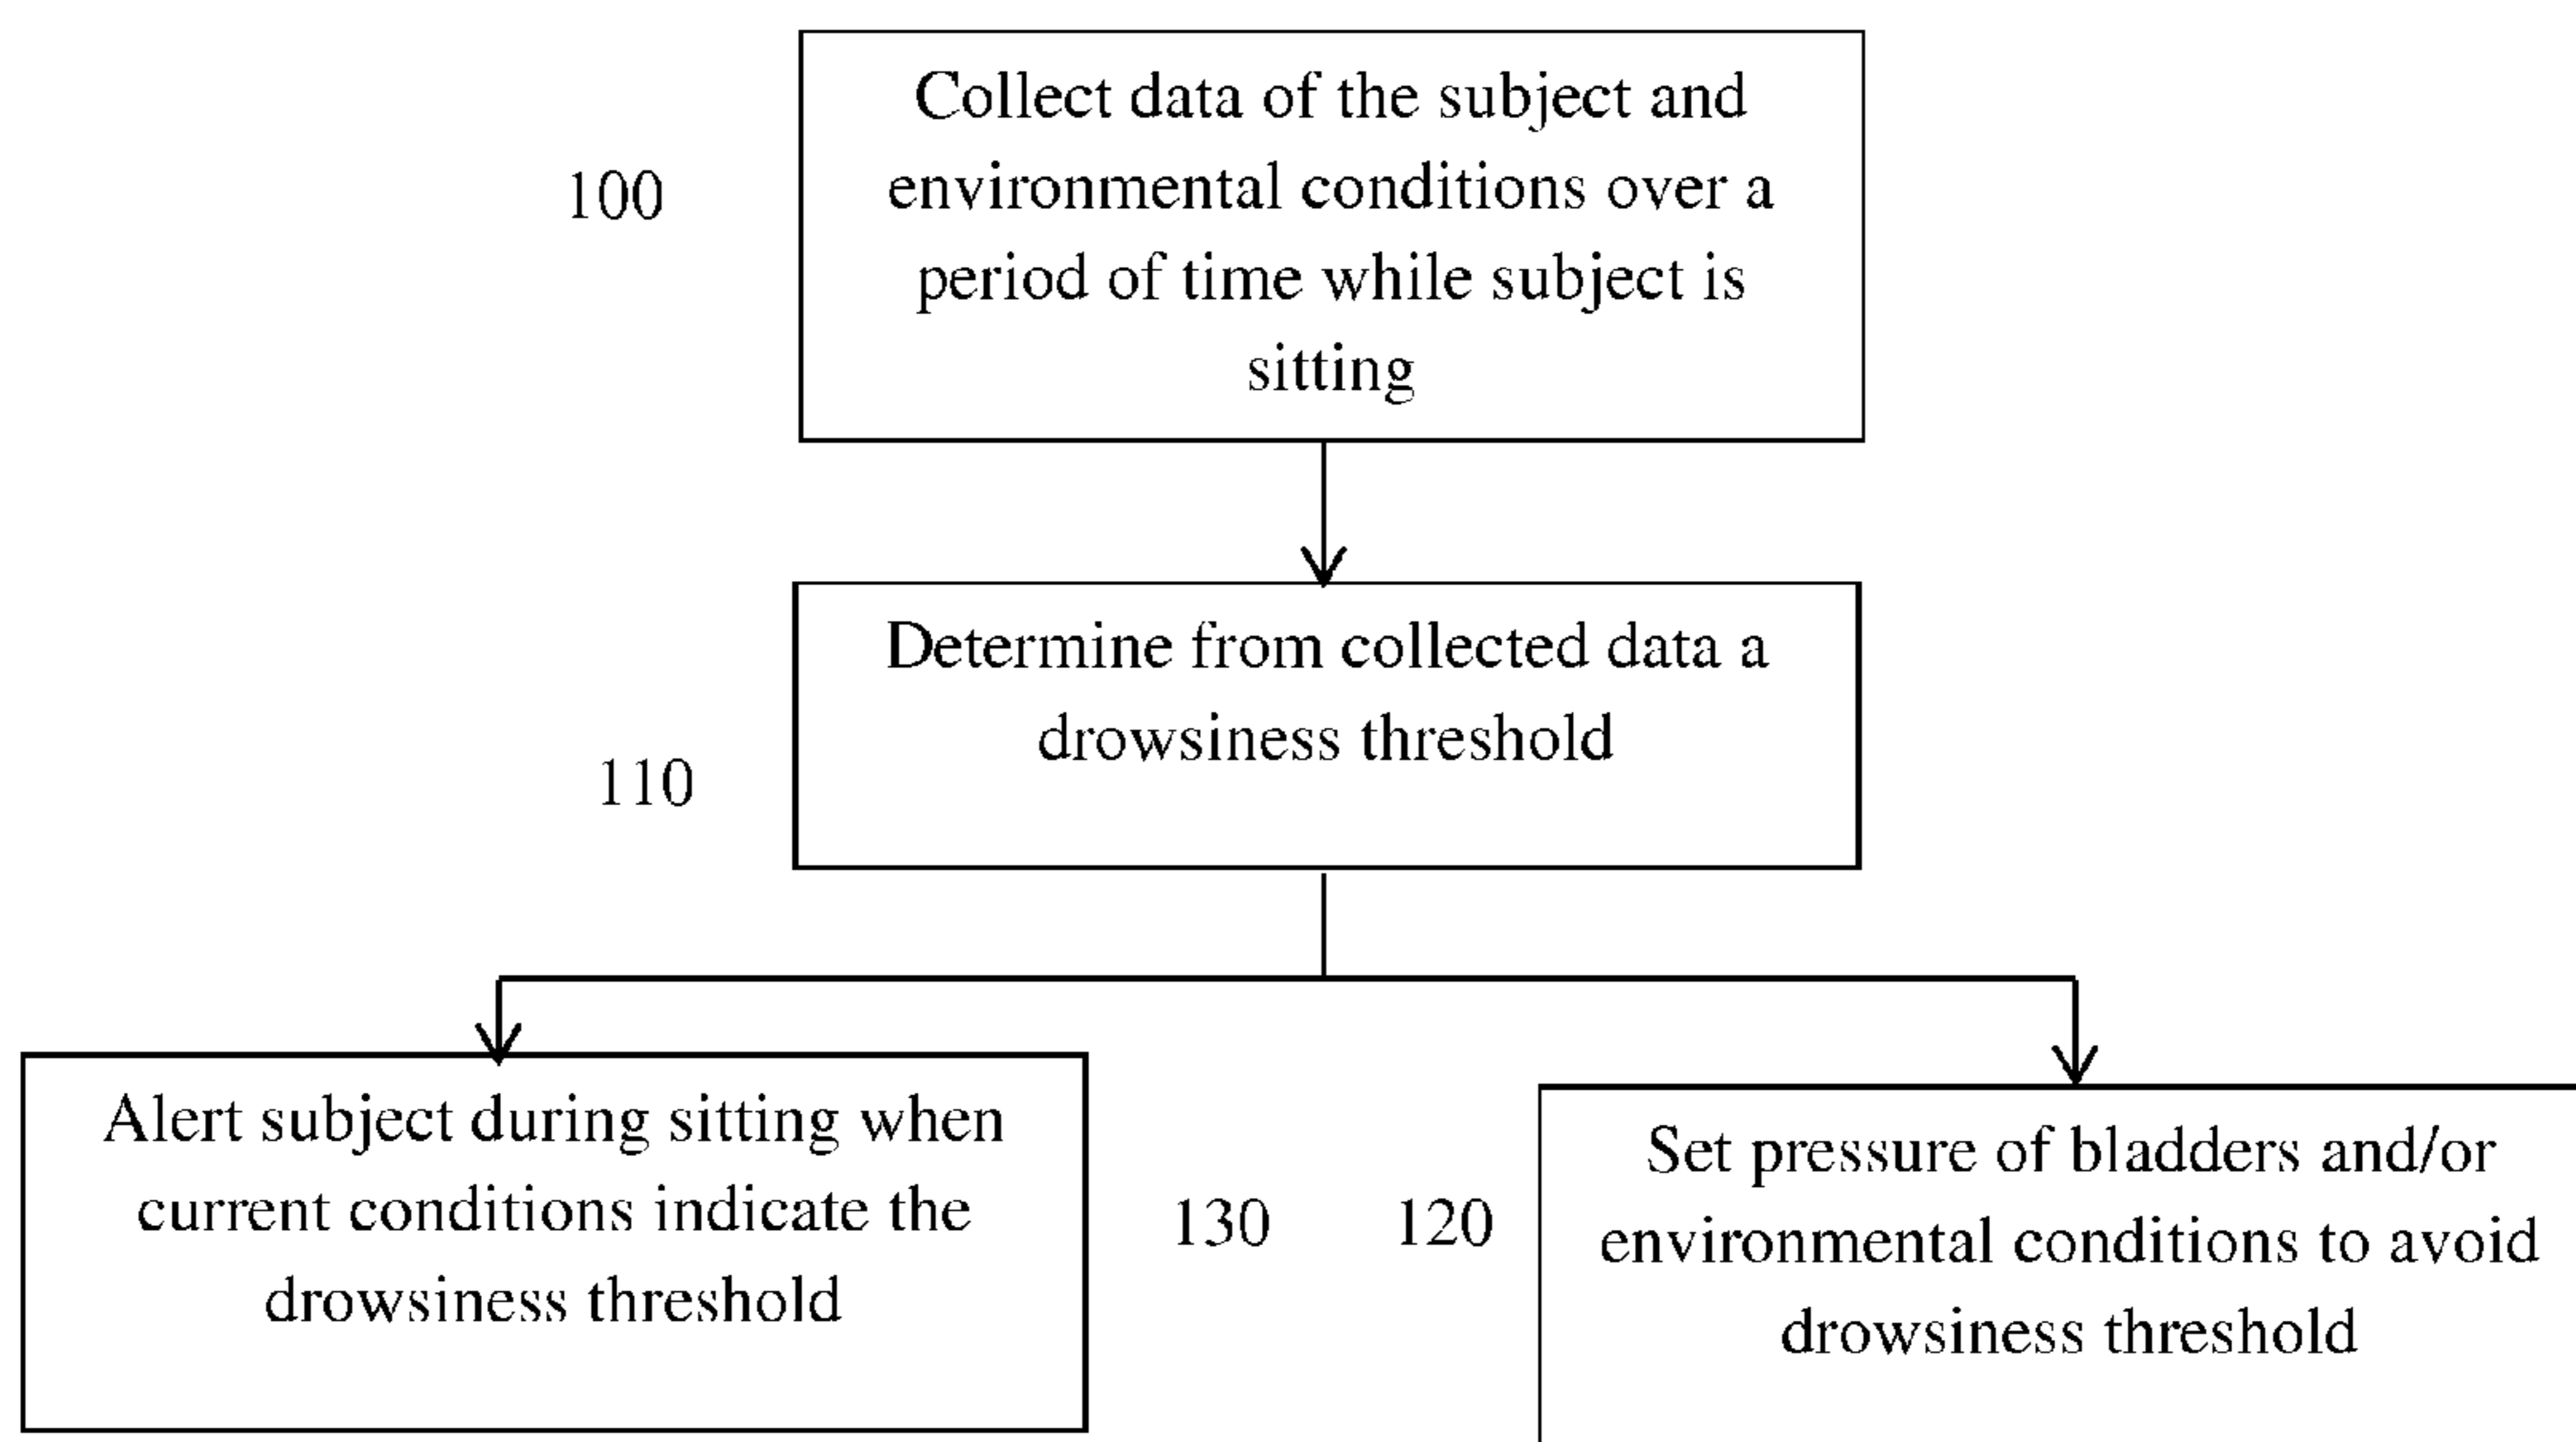 Collect data of the subject and
environmental conditions over a
period of time while subject is
sitting
100
Determine from collected data a
drowsiness threshold
110
Alert subject during sitting when
current conditions indicate the
drowsiness threshold
130
120
Set pressure of bladders and/or
environmental conditions to avoid
drowsiness threshold